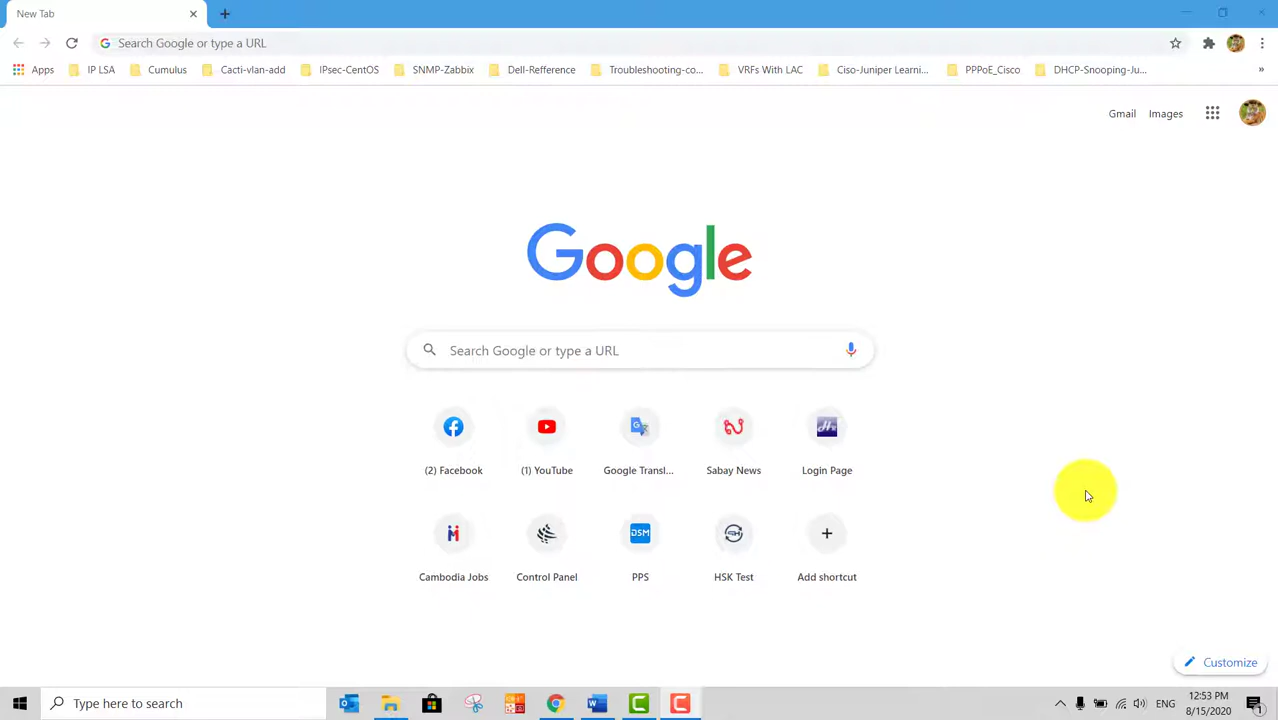 New Tab
Search Google or type a URL
Apps IP LSA Cumulus Cacti-vlan-add IPsec-CentOS SNMP-Zabbix Dell-Refference Troubleshooting-co... VRFs With LAC Ciso-Juniper Learni... PPPoE_Cisco DHCP-Snooping-Ju... »
Gmail Images
Google
Search Google or type a URL
(2) Facebook (1) YouTube Google Transl... Sabay News Login Page
DSM
Cambodia Jobs Control Panel PPS HSK Test Add shortcut
Customize
Type here to search
ENG
12:53 PM
8/15/2020